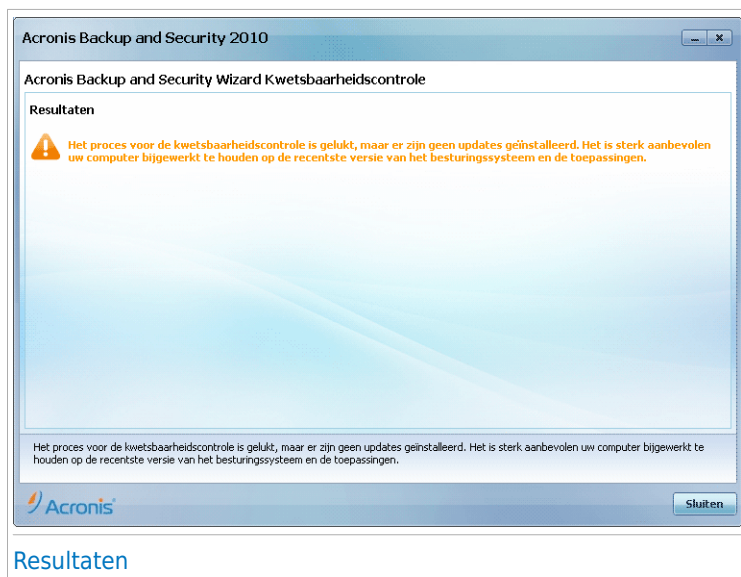 Acronis Backup and Security 2010
Acronis Backup and Security Wizard Kwetsbaarheidscontrole
Resultaten
Het proces voor de kwetsbaarheidscontrole is gelukt, maar er zijn geen updates geïnstalleerd. Het is sterk aanbevolen
uw computer bijgewerkt te houden op de recentste versie van het besturingssysteem en de toepassingen.
Het proces voor de kwetsbaarheidscontrole is gelukt, maar er zijn geen updates geïnstalleerd. Het is sterk aanbevolen uw computer bijgewerkt te
houden op de recentste versie van het besturingssysteem en de toepassingen.
Acronis
Sluiten
Resultaten